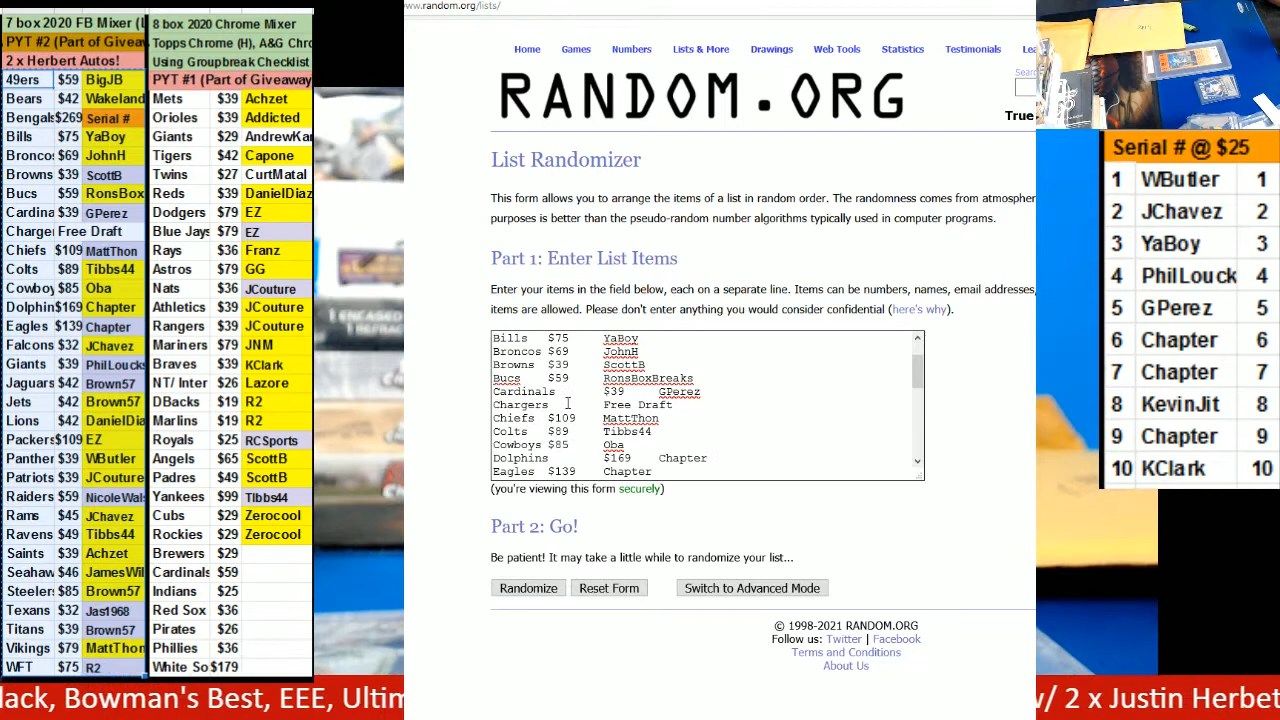 7 box 2020 FB Mixer (L
PYT #2 (Part of Giveaw
2 x Herbert Autos!
49ers $59 BigJB
Bears $42 Wakeland
Bengals $269 Serial #
Bills $75 YaBoy
Broncos $69 JohnH
Browns $39 ScottB
Bucs $59 RonsBox
Cardina $39 GPerez
Charger Free Draft
Chiefs $109 MattThon
Colts $89 Tibbs44
Cowboy $85 Oba
Dolphin $169 Chapter
Eagles $139 Chapter
Falcons $32 JChavez
Giants $39 PhilLoucks
Jaguars $42 Brown57
Jets $42 Brown57
Lions $42 DanielDia
Packers $109 EZ
Panther $39 WButler
Patriots $39 JCouture
Raiders $59 NicoleWals
Rams $45 JChavez
Ravens $49 Tibbs44
Saints $39 Achzet
Seahaw $46 JamesWil
Steelers $85 Brown57
Texans $32 Jas1968
Titans $39 Brown57
Vikings $79 MattThon
WFT $75 R2
8 box 2020 Chrome Mixer
Topps Chrome (H), A&G Chro
Using Groupbreak Checklist
PYT #1 (Part of Giveaway
Mets $39 Achzet
Orioles $39 Addicted
Giants $29 AndrewKar
Tigers $42 Capone
Twins $27 CurtMatal
Reds $39 DanielDiaz
Dodgers $79 EZ
Blue Jays $79 EZ
Rays $36 Franz
Astros $79 GG
Nats $36 JCouture
Athletics $39 JCouture
Rangers $39 JCouture
Mariners $79 JNM
Braves $39 KClark
NT/ Inter $26 Lazore
DBacks $19 R2
Marlins $19 R2
Royals $25 RCSports
Angels $65 ScottB
Padres $49 ScottB
Yankees $99 TIbbs44
Cubs $29 Zerocool
Rockies $29 Zerocool
Brewers $29
Cardinals $59
Indians $25
Red Sox $36
Pirates $26
Phillies $36
White So $179
www.random.org/lists/
Home Games Numbers Lists & More Drawings Web Tools Statistics Testimonials Lea
RANDOM.ORG
Search
True
List Randomizer
This form allows you to arrange the items of a list in random order. The randomness comes from atmospher
purposes is better than the pseudo-random number algorithms typically used in computer programs.
Part 1: Enter List Items
Enter your items in the field below, each on a separate line. Items can be numbers, names, email addresses,
items are allowed. Please don't enter anything you would consider confidential (here's why).
Bills $75 YaBoy
Broncos $69 JohnH
Browns $39 ScottB
Bucs $59 RonsBoxBreaks
Cardinals $39 GPerez
Chargers Free Draft
Chiefs $109 MattThon
Colts $89 Tibbs44
Cowboys $85 Oba
Dolphins $169 Chapter
Eagles $139 Chapter
(you're viewing this form securely)
Part 2: Go!
Be patient! It may take a little while to randomize your list...
Randomize Reset Form Switch to Advanced Mode
© 1998-2021 RANDOM.ORG
Follow us: Twitter | Facebook
Terms and Conditions
About Us
Serial # @ $25
1 WButler 1
2 JChavez 2
3 YaBoy 3
4 PhilLouck 4
5 GPerez 5
6 Chapter 6
7 Chapter 7
8 KevinJit 8
9 Chapter 9
10 KClark 10
lack, Bowman's Best, EEE, Ultim
w/ 2 x Justin Herbet